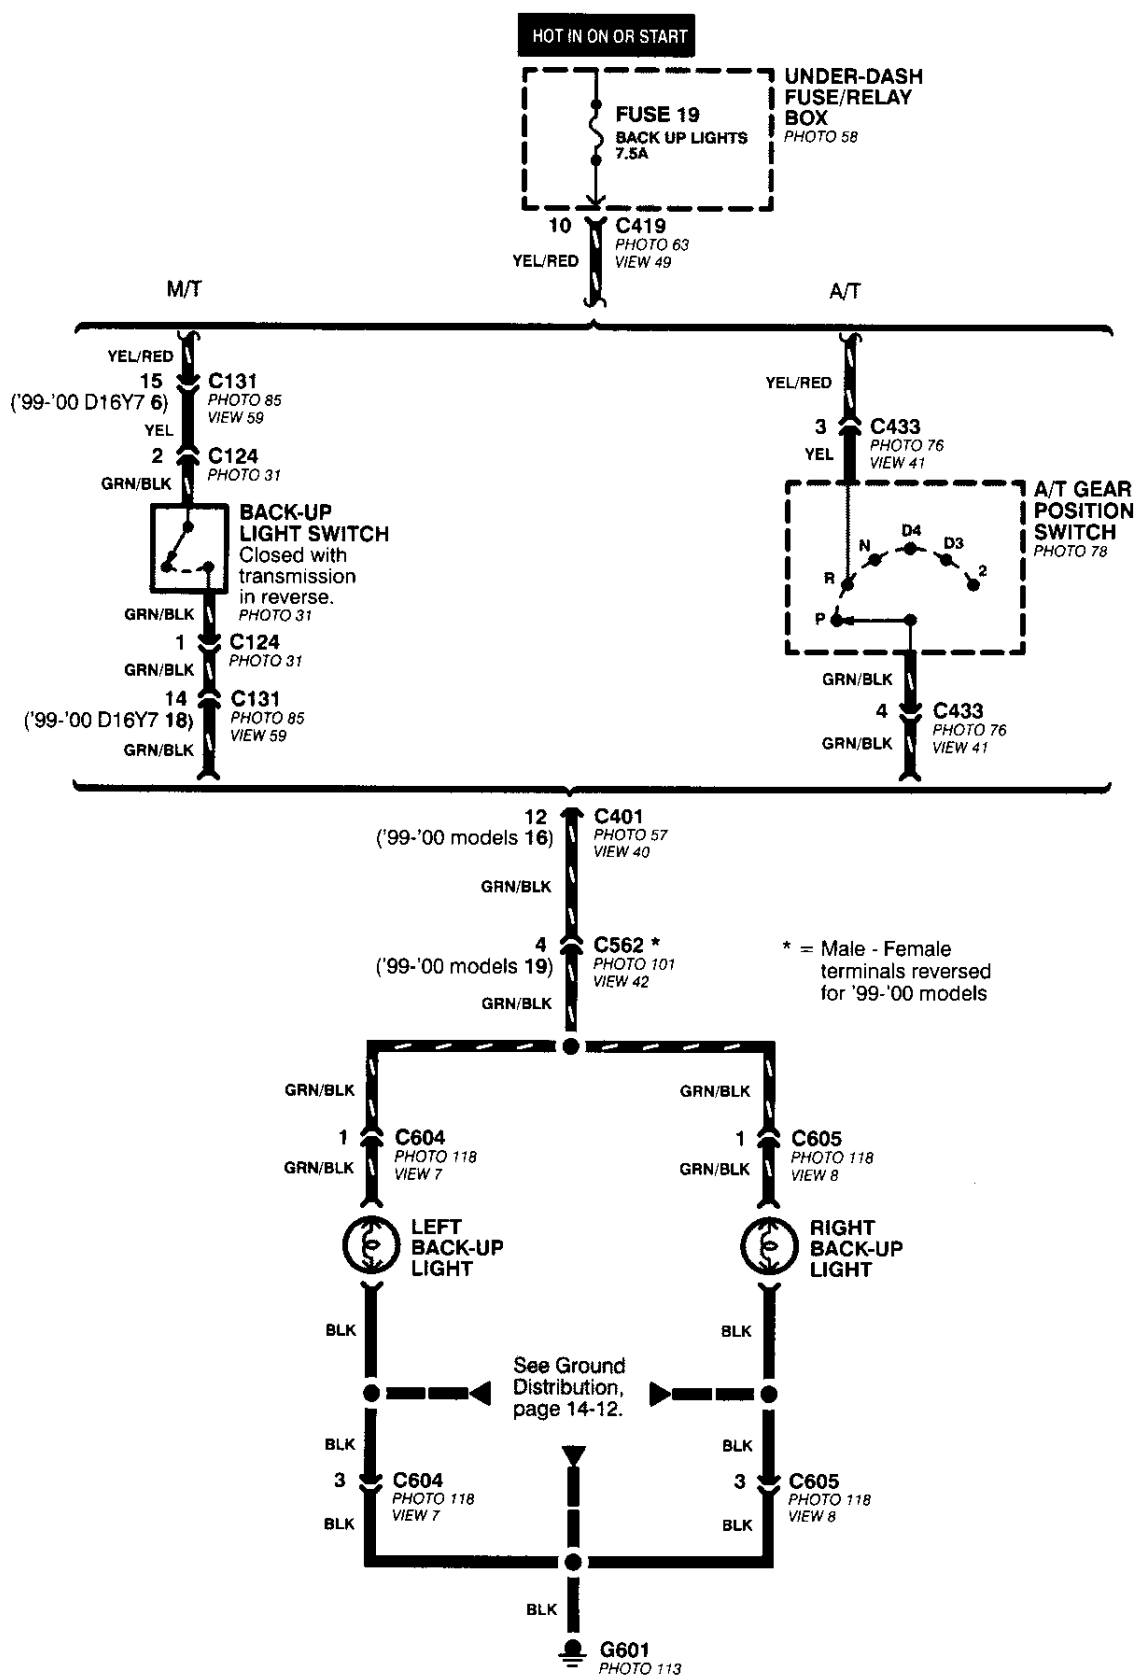 HOT IN ON OR START
UNDER-DASH
FUSE/RELAY
BOX
PHOTO 58
FUSE 19
BACK UP LIGHTS
7.5A
10
C419
PHOTO 63
VIEW 49
YEL/RED
M/T
A/T
YEL/RED
15
C131
('99-'00 D16Y7 6)
PHOTO 85
VIEW 59
YEL
2
C124
PHOTO 31
GRN/BLK
BACK-UP
LIGHT SWITCH
Closed with
transmission
in reverse.
PHOTO 31
GRN/BLK
1
C124
PHOTO 31
GRN/BLK
14
C131
('99-'00 D16Y7 18)
PHOTO 85
VIEW 59
GRN/BLK
YEL/RED
3
C433
PHOTO 76
VIEW 41
YEL
A/T GEAR
POSITION
SWITCH
PHOTO 78
P
R
N
D4
D3
2
GRN/BLK
4
C433
PHOTO 76
VIEW 41
GRN/BLK
12
C401
('99-'00 models 16)
PHOTO 57
VIEW 40
GRN/BLK
4
C562 *
('99-'00 models 19)
PHOTO 101
VIEW 42
GRN/BLK
* = Male - Female
terminals reversed
for '99-'00 models
GRN/BLK
GRN/BLK
1
C604
PHOTO 118
VIEW 7
GRN/BLK
1
C605
PHOTO 118
VIEW 8
GRN/BLK
LEFT
BACK-UP
LIGHT
RIGHT
BACK-UP
LIGHT
BLK
BLK
See Ground
Distribution,
page 14-12.
BLK
BLK
3
C604
PHOTO 118
VIEW 7
BLK
3
C605
PHOTO 118
VIEW 8
BLK
BLK
G601
PHOTO 113